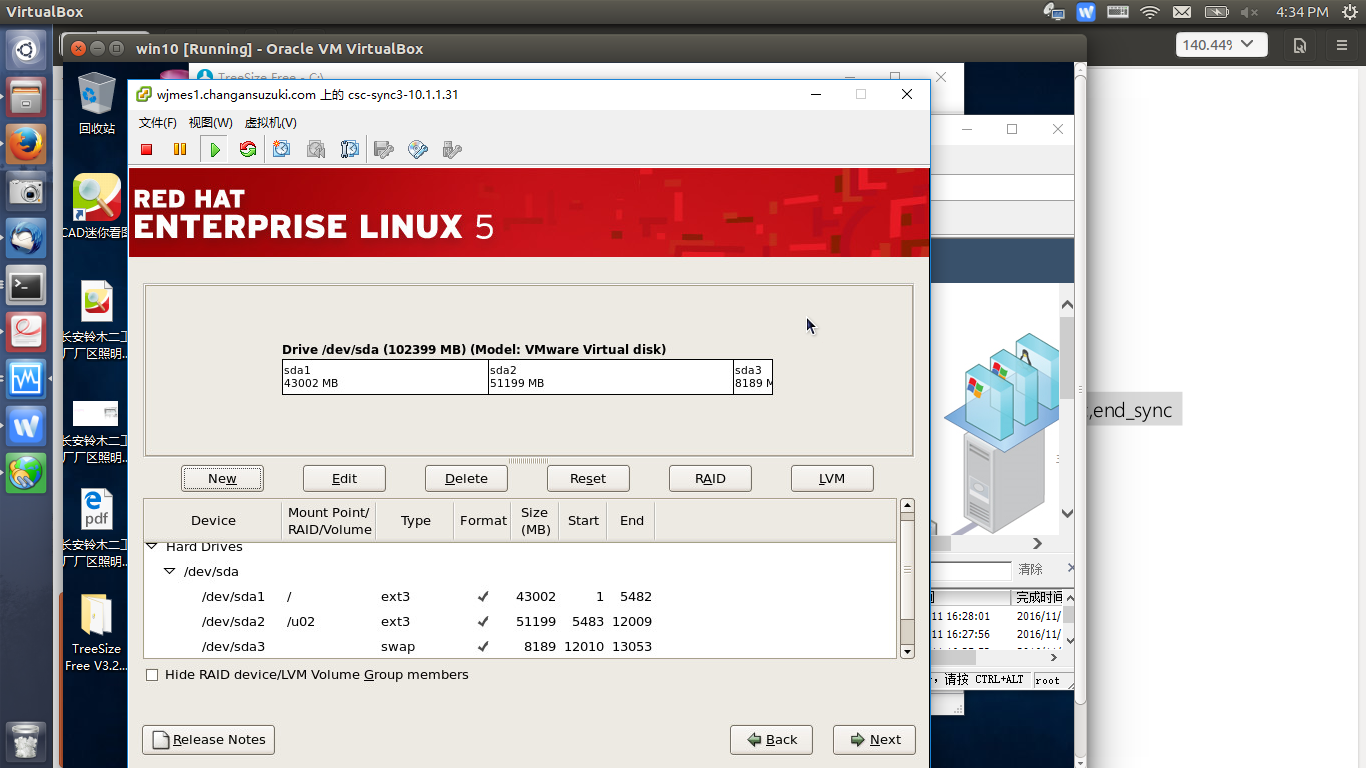 VirtualBox
4:34 PM
win10 [Running] - Oracle VM VirtualBox
140.44%
TreeSize Free - C:\
回收站
wjmes1.changansuzuki.com 上的 csc-sync3-10.1.1.31
文件(F) 视图(W) 虚拟机(V)
RED HAT
ENTERPRISE LINUX 5
CAD迷你看图
长安铃木二工
厂厂区照明...
Drive /dev/sda (102399 MB) (Model: VMware Virtual disk)
sda1 sda2 sda3
43002 MB 51199 MB 8189 M
,end_sync
长安铃木二工
厂厂区照明...
New Edit Delete Reset RAID LVM
Device Mount Point/ RAID/Volume Type Format Size (MB) Start End
pdf
长安铃木二工
厂厂区照明...
Hard Drives
/dev/sda
/dev/sda1 / ext3 43002 1 5482
/dev/sda2 /u02 ext3 51199 5483 12009
/dev/sda3 swap 8189 12010 13053
清除
间 完成时间
11 16:28:01 2016/11/
11 16:27:56 2016/11/
TreeSize
Free V3.2...
Hide RAID device/LVM Volume Group members
，请按 CTRL+ALT root
Release Notes Back Next